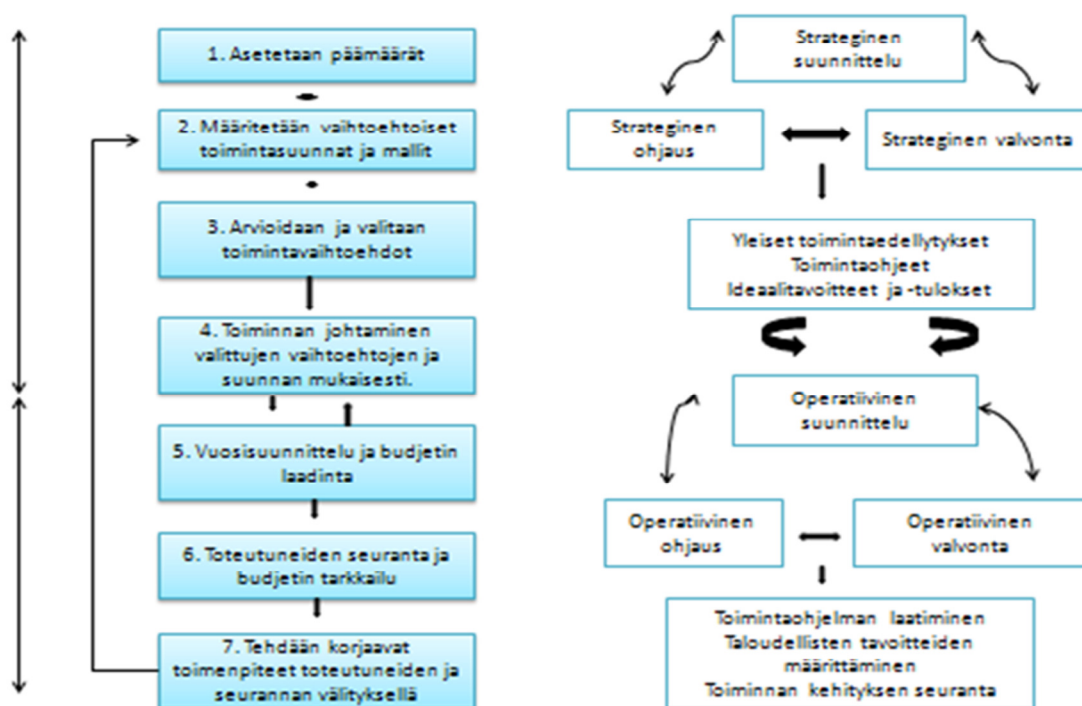 1. Asetetaan päämäärät
2. Määritetään vaihtoehtoiset
toimintasuunnat ja mallit
3. Arvioidaan ja valitaan
toimintavaihtoehdot
4. Toiminnan johtaminen
valittujen vaihtoehtojen ja
suunnan mukaisesti.
5. Vuosisuunnittelu ja budjetin
laadinta
6. Toteutuneiden seuranta ja
budjetin tarkkailu
7. Tehdään korjaavat
toimenpiteet toteutuneiden ja
seurannan välityksellä
Strateginen
suunnittelu
Strateginen
ohjaus
Strateginen valvonta
Yleiset toimintaedellytykset
Toimintaohjeet
Ideaalitavoitteet ja -tulokset
Operatiivinen
suunnittelu
Operatiivinen
ohjaus
Operatiivinen
valvonta
Toimintaohjelman laatiminen
Taloudellisten tavoitteiden
määrittäminen
Toiminnan kehityksen seuranta